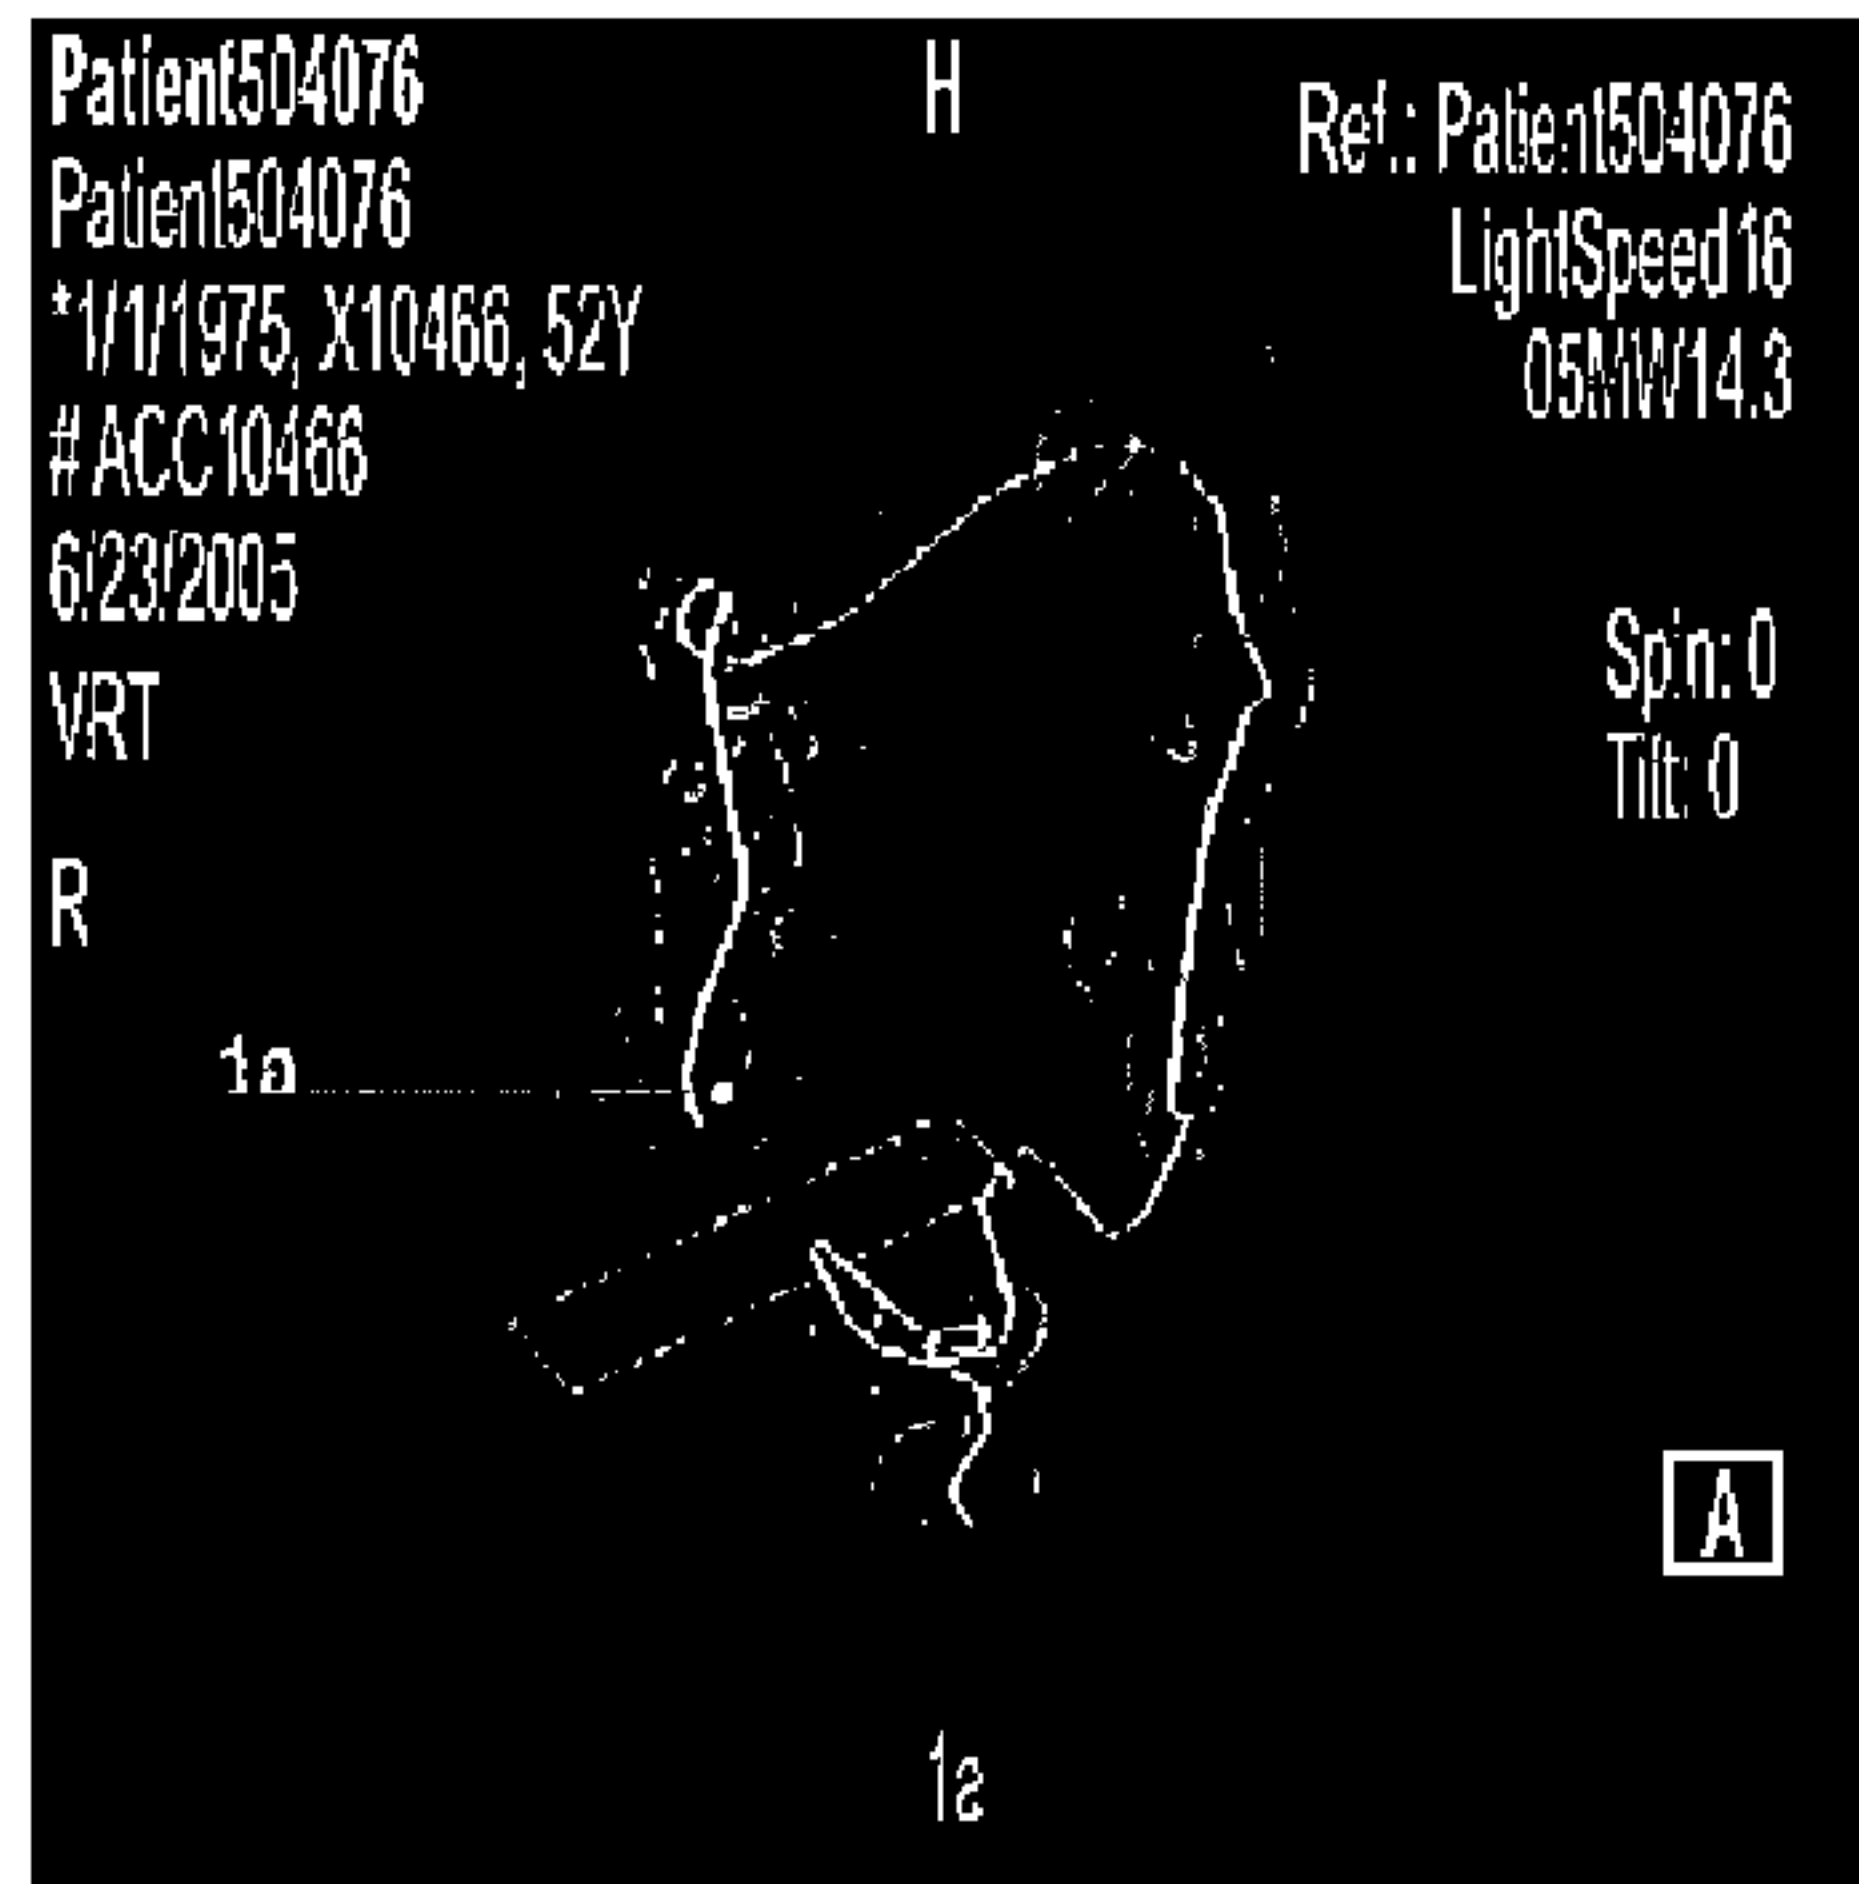 Patient504076
Patient504076
*1/1/1975, X10466, 52Y
# ACC10466
6/23/2005
VRT
R
H
Ref.: Patient504076
LightSpeed16
05MW14.3
Spin: 0
Tilt: 0
1a
A
1s